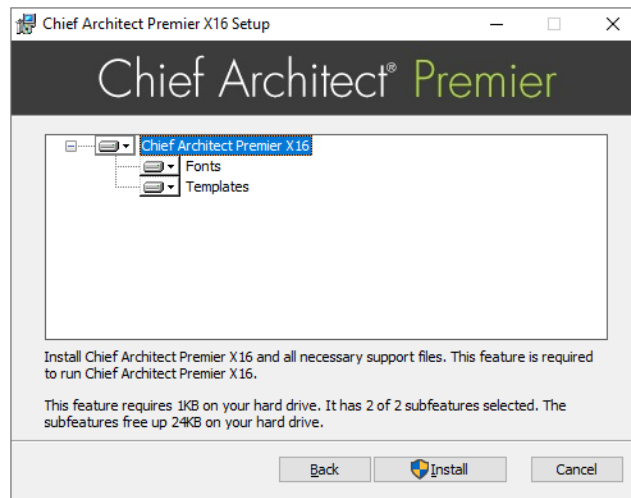 Chief Architect Premier X16 Setup
Chief Architect® Premier
Chief Architect Premier X16
Fonts
Templates
Install Chief Architect Premier X16 and all necessary support files. This feature is required
to run Chief Architect Premier X16.
This feature requires 1KB on your hard drive. It has 2 of 2 subfeatures selected. The
subfeatures free up 24KB on your hard drive.
Back
Install
Cancel